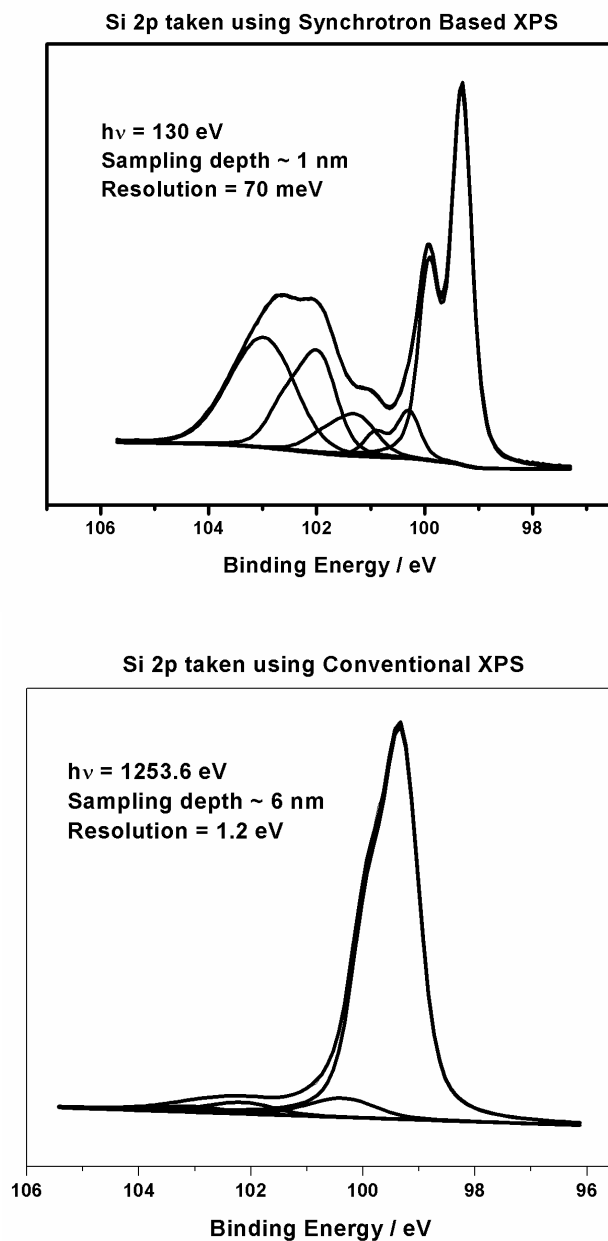 Si 2p taken using Synchrotron Based XPS
hν = 130 eV
Sampling depth ~ 1 nm
Resolution = 70 meV
106 104 102 100 98
Binding Energy / eV
Si 2p taken using Conventional XPS
hν = 1253.6 eV
Sampling depth ~ 6 nm
Resolution = 1.2 eV
106 104 102 100 98 96
Binding Energy / eV